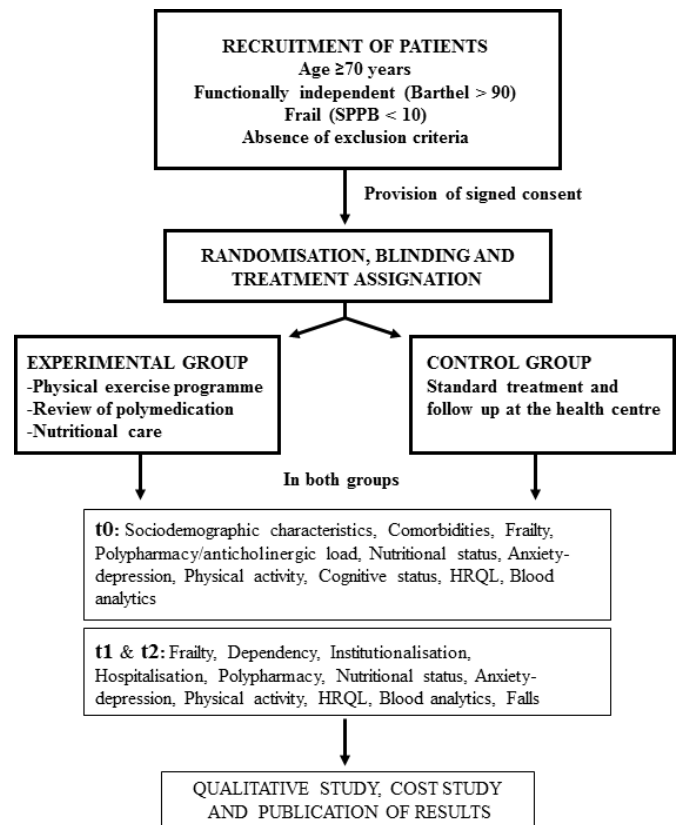 RECRUITMENT OF PATIENTS
Age ≥70 years
Functionally independent (Barthel > 90)
Frail (SPPB < 10)
Absence of exclusion criteria
Provision of signed consent
RANDOMISATION, BLINDING AND
TREATMENT ASSIGNATION
EXPERIMENTAL GROUP
-Physical exercise programme
-Review of polymedication
-Nutritional care
CONTROL GROUP
Standard treatment and
follow up at the health centre
In both groups
t0: Sociodemographic characteristics, Comorbidities, Frailty,
Polypharmacy/anticholinergic load, Nutritional status, Anxiety-
depression, Physical activity, Cognitive status, HRQL, Blood
analytics
t1 & t2: Frailty, Dependency, Institutionalisation,
Hospitalisation, Polypharmacy, Nutritional status, Anxiety-
depression, Physical activity, HRQL, Blood analytics, Falls
QUALITATIVE STUDY, COST STUDY
AND PUBLICATION OF RESULTS